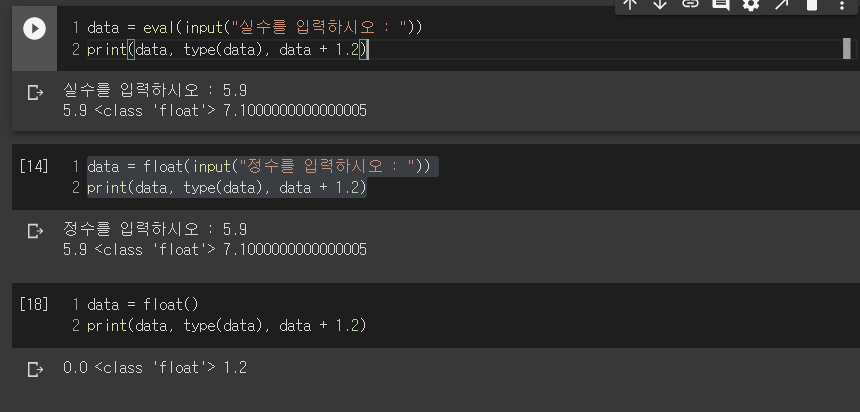 1 data = eval(input("실수를 입력하시오 : "))
2 print(data, type(data), data + 1.2)
실수를 입력하시오 : 5.9
5.9 <class 'float'> 7.1000000000000005
[14] 1 data = float(input("정수를 입력하시오 : "))
2 print(data, type(data), data + 1.2)
정수를 입력하시오 : 5.9
5.9 <class 'float'> 7.1000000000000005
[18] 1 data = float()
2 print(data, type(data), data + 1.2)
0.0 <class 'float'> 1.2